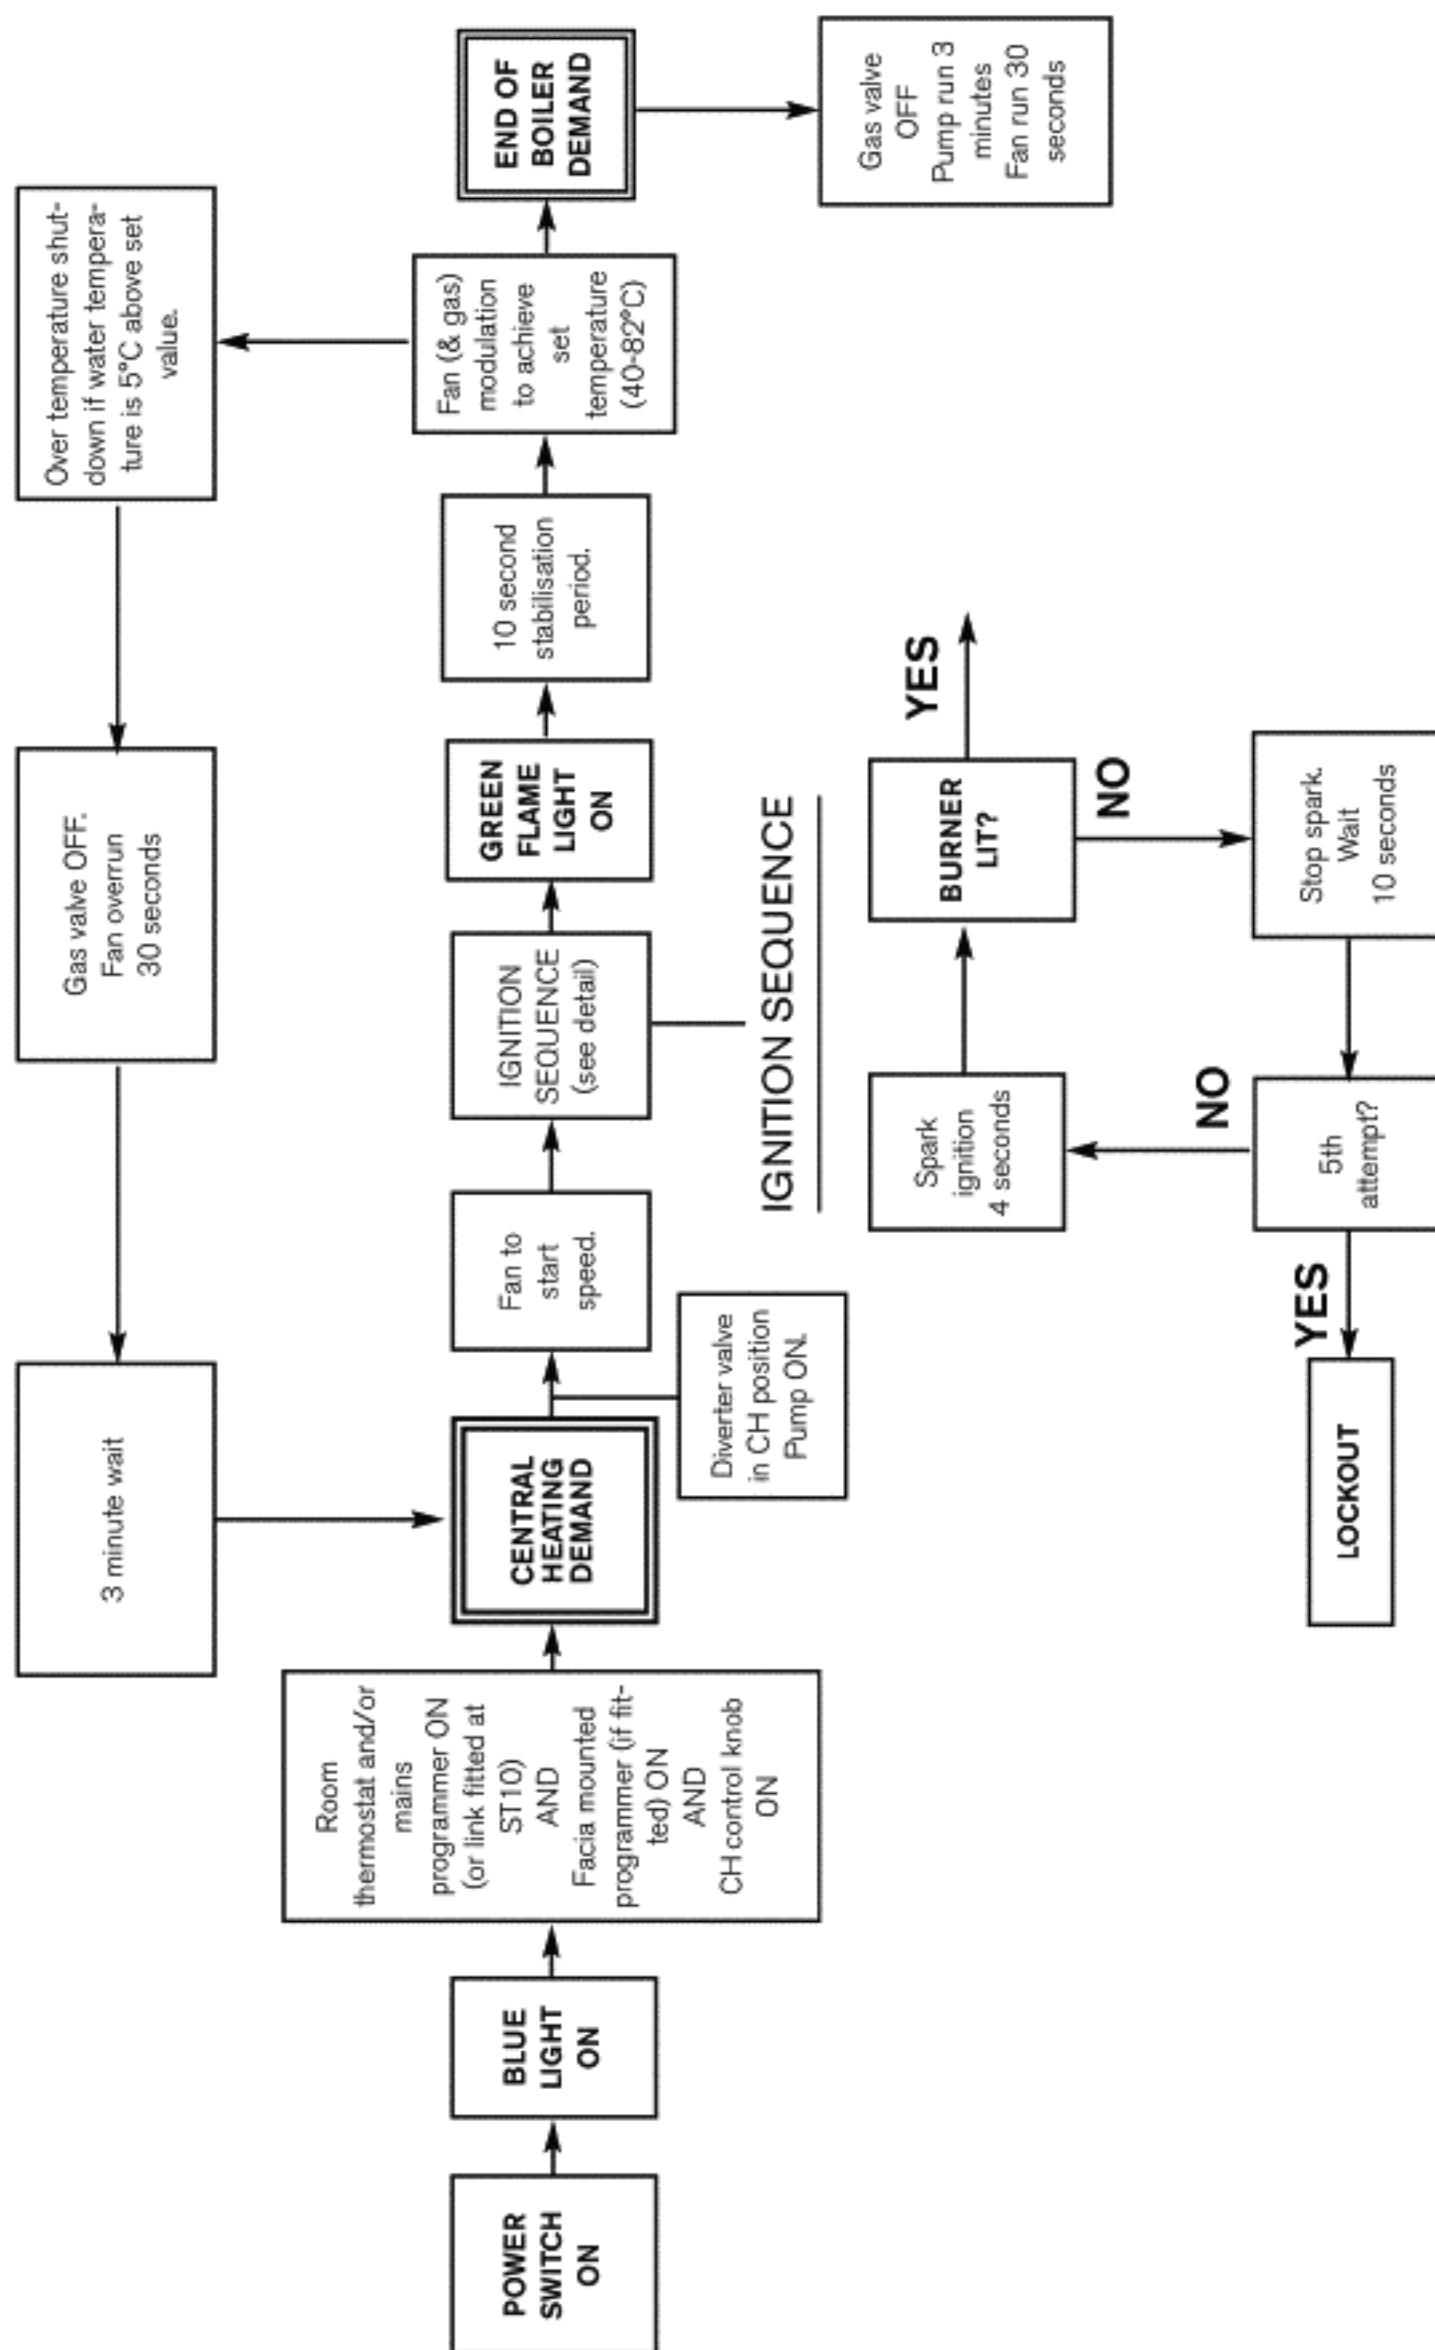 POWER
SWITCH
ON
BLUE
LIGHT
ON
Room
thermostat and/or
mains
programmer ON
(or link fitted at
ST10)
AND
Facia mounted
programmer (if fit-
ted) ON
AND
CH control knob
ON
CENTRAL
HEATING
DEMAND
Diverter valve
in CH position
Pump ON.
Fan to
start
speed.
IGNITION
SEQUENCE
(see detail)
GREEN
FLAME
LIGHT
ON
10 second
stabilisation
period.
Fan (& gas)
modulation
to achieve
set
temperature
(40-82°C)
END OF
BOILER
DEMAND
Gas valve
OFF
Pump run 3
minutes
Fan run 30
seconds
Over temperature shut-
down if water tempera-
ture is 5°C above set
value.
Gas valve OFF.
Fan overrun
30 seconds
3 minute wait
IGNITION SEQUENCE
Spark
ignition
4 seconds
BURNER
LIT?
YES
NO
Stop spark.
Wait
10 seconds
5th
attempt?
NO
YES
LOCKOUT